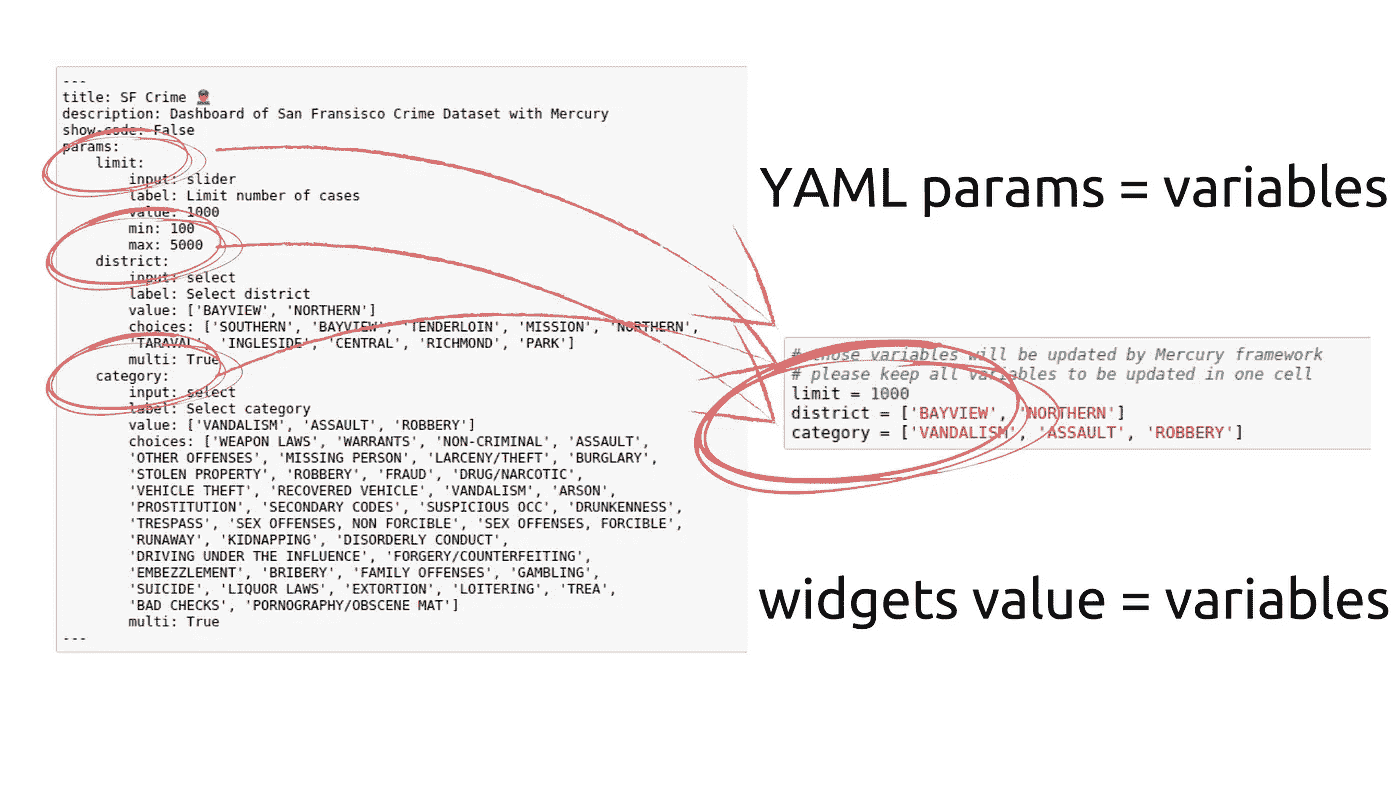 ---
title: SF Crime 💂
description: Dashboard of San Fransisco Crime Dataset with Mercury
show-code: False
params:
    limit:
        input: slider
        label: Limit number of cases
        value: 1000
        min: 100
        max: 5000
    district:
        input: select
        label: Select district
        value: ['BAYVIEW', 'NORTHERN']
        choices: ['SOUTHERN', 'BAYVIEW', 'TENDERLOIN', 'MISSION', 'NORTHERN',
        'TARAVAL', 'INGLESIDE', 'CENTRAL', 'RICHMOND', 'PARK']
        multi: True
    category:
        input: select
        label: Select category
        value: ['VANDALISM', 'ASSAULT', 'ROBBERY']
        choices: ['WEAPON LAWS', 'WARRANTS', 'NON-CRIMINAL', 'ASSAULT',
        'OTHER OFFENSES', 'MISSING PERSON', 'LARCENY/THEFT', 'BURGLARY',
        'STOLEN PROPERTY', 'ROBBERY', 'FRAUD', 'DRUG/NARCOTIC',
        'VEHICLE THEFT', 'RECOVERED VEHICLE', 'VANDALISM', 'ARSON',
        'PROSTITUTION', 'SECONDARY CODES', 'SUSPICIOUS OCC', 'DRUNKENNESS',
        'TRESPASS', 'SEX OFFENSES, NON FORCIBLE', 'SEX OFFENSES, FORCIBLE',
        'RUNAWAY', 'KIDNAPPING', 'DISORDERLY CONDUCT',
        'DRIVING UNDER THE INFLUENCE', 'FORGERY/COUNTERFEITING',
        'EMBEZZLEMENT', 'BRIBERY', 'FAMILY OFFENSES', 'GAMBLING',
        'SUICIDE', 'LIQUOR LAWS', 'EXTORTION', 'LOITERING', 'TREA',
        'BAD CHECKS', 'PORNOGRAPHY/OBSCENE MAT']
        multi: True
---
YAML params = variables
# those variables will be updated by Mercury framework
# please keep all variables to be updated in one cell
limit = 1000
district = ['BAYVIEW', 'NORTHERN']
category = ['VANDALISM', 'ASSAULT', 'ROBBERY']
widgets value = variables